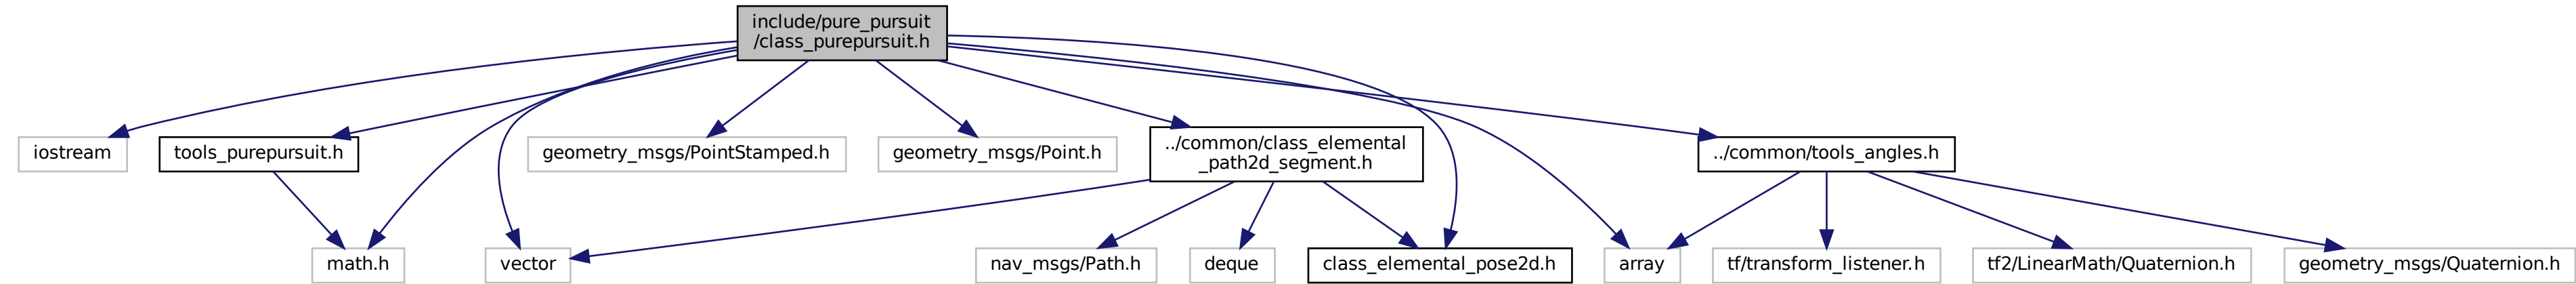 include/pure_pursuit
/class_purepursuit.h
iostream
tools_purepursuit.h
geometry_msgs/PointStamped.h
geometry_msgs/Point.h
../common/class_elemental
_path2d_segment.h
../common/tools_angles.h
math.h
vector
nav_msgs/Path.h
deque
class_elemental_pose2d.h
array
tf/transform_listener.h
tf2/LinearMath/Quaternion.h
geometry_msgs/Quaternion.h